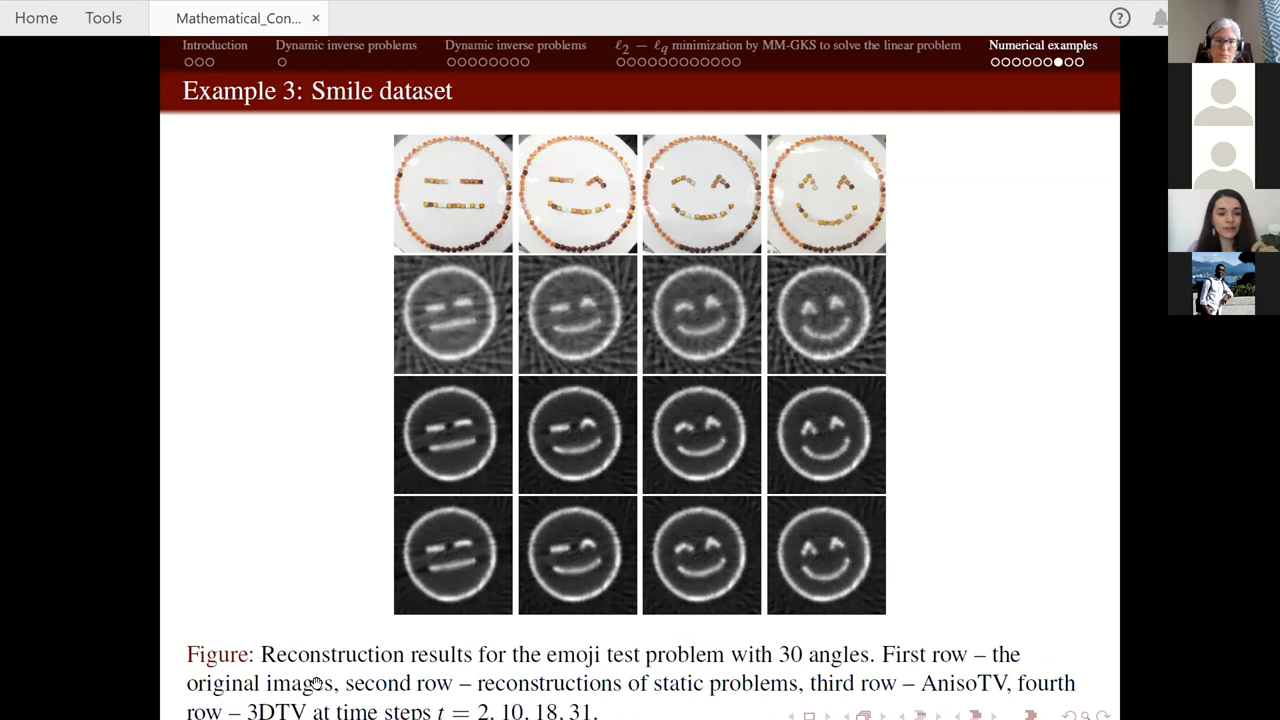 Home Tools Mathematical_Con... × ?
Introduction Dynamic inverse problems Dynamic inverse problems ℓ2 − ℓq minimization by MM-GKS to solve the linear problem Numerical examples
Example 3: Smile dataset
Figure: Reconstruction results for the emoji test problem with 30 angles. First row – the
original images, second row – reconstructions of static problems, third row – AnisoTV, fourth
row – 3DTV at time steps t = 2, 10, 18, 31.